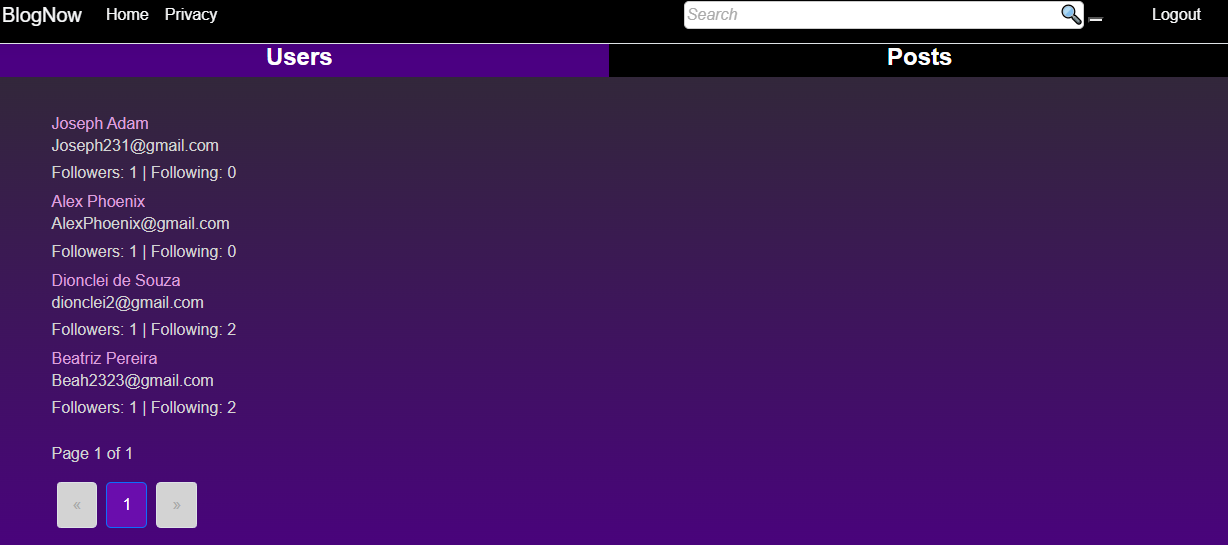 BlogNow Home Privacy Search Logout
Users Posts
Joseph Adam
Joseph231@gmail.com
Followers: 1 | Following: 0
Alex Phoenix
AlexPhoenix@gmail.com
Followers: 1 | Following: 0
Dionclei de Souza
dionclei2@gmail.com
Followers: 1 | Following: 2
Beatriz Pereira
Beah2323@gmail.com
Followers: 1 | Following: 2
Page 1 of 1
« 1 »